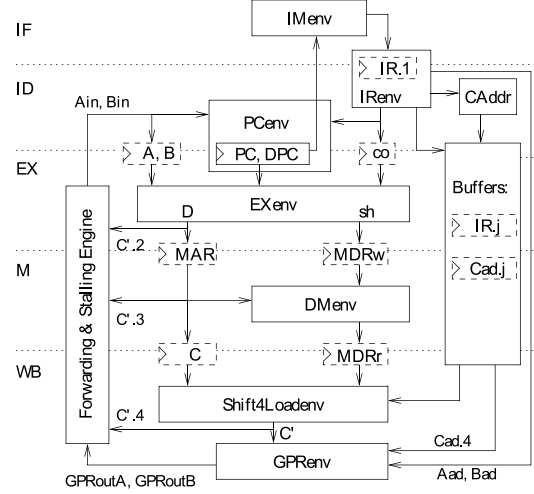 IF
IMenv
IR.1
ID
IRenv
CAddr
Ain, Bin
PCenv
A, B
PC, DPC
co
EX
Buffers:
EXenv
D
sh
IR.j
C'.2
MAR
MDRw
M
Cad.j
C'.3
DMenv
Forwarding & Stalling Engine
C
MDRr
WB
Shift4Loadenv
C'.4
C'
Cad.4
GPRenv
GPRoutA, GPRoutB
Aad, Bad